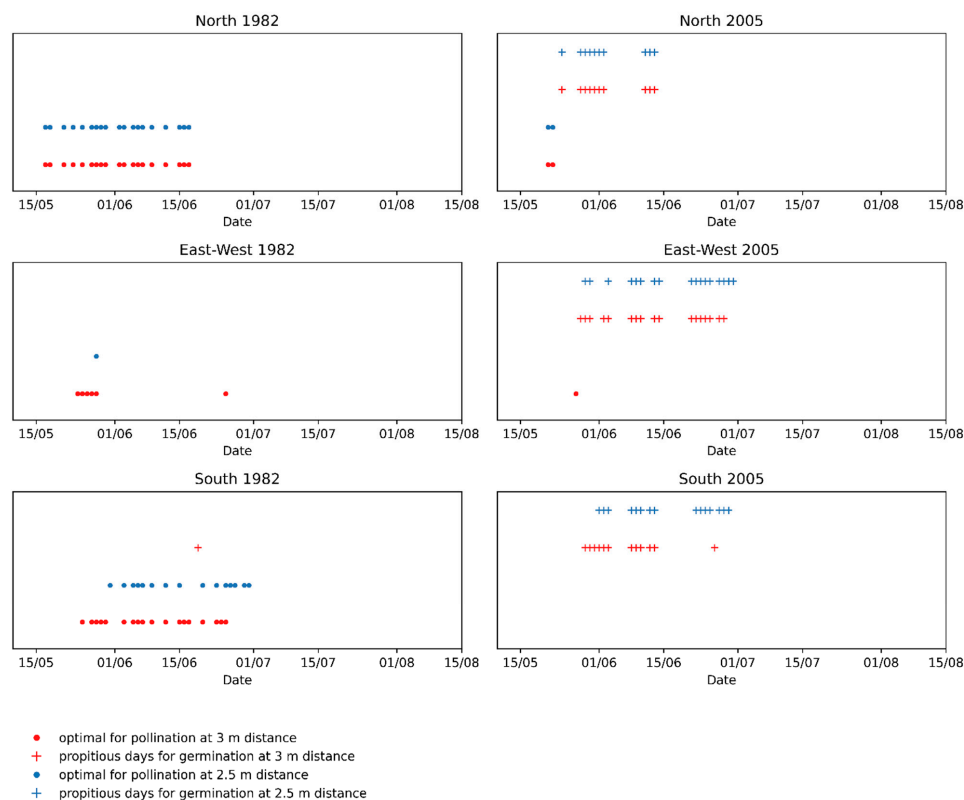 North 1982
North 2005
15/05 01/06 15/06 01/07 15/07 01/08 15/08
15/05 01/06 15/06 01/07 15/07 01/08 15/08
Date
Date
East-West 1982
East-West 2005
15/05 01/06 15/06 01/07 15/07 01/08 15/08
15/05 01/06 15/06 01/07 15/07 01/08 15/08
Date
Date
South 1982
South 2005
15/05 01/06 15/06 01/07 15/07 01/08 15/08
15/05 01/06 15/06 01/07 15/07 01/08 15/08
Date
Date
optimal for pollination at 3 m distance
propitious days for germination at 3 m distance
optimal for pollination at 2.5 m distance
propitious days for germination at 2.5 m distance